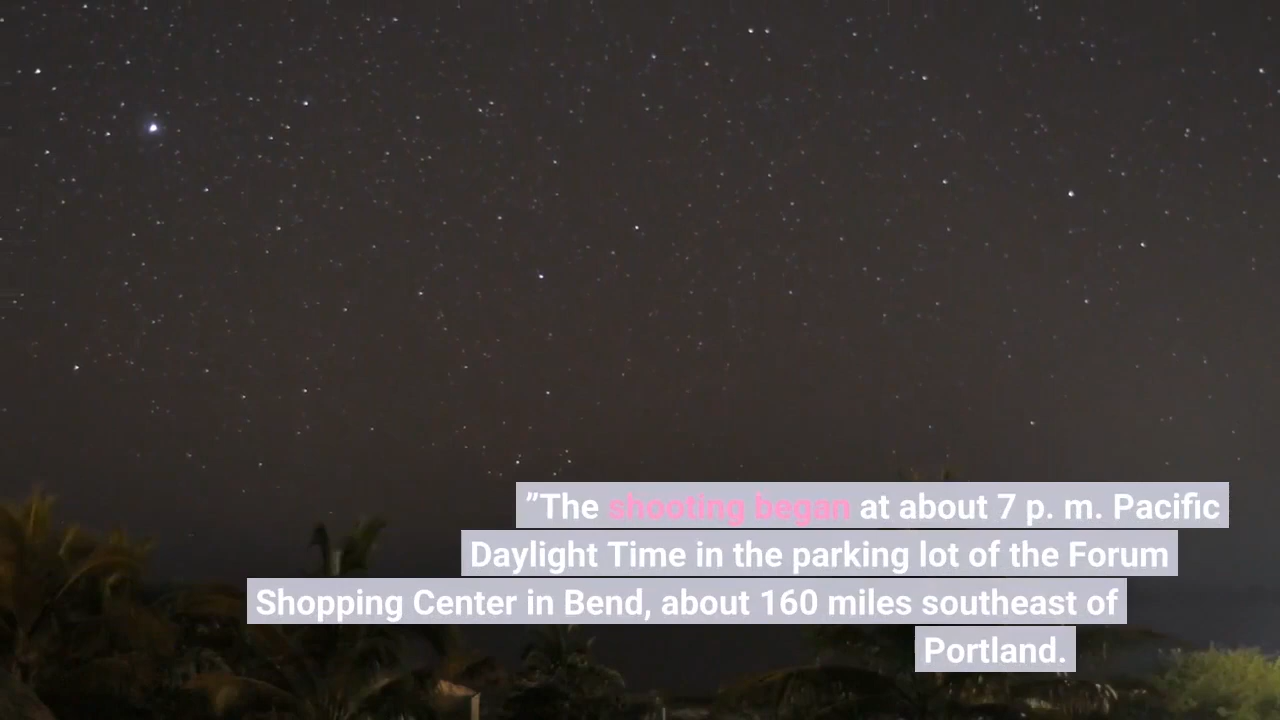 ”The shooting began at about 7 p. m. Pacific
Daylight Time in the parking lot of the Forum
Shopping Center in Bend, about 160 miles southeast of
Portland.